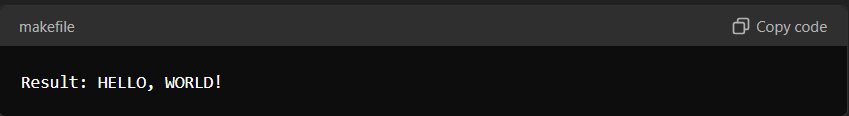 makefile
Copy code
Result: HELLO, WORLD!